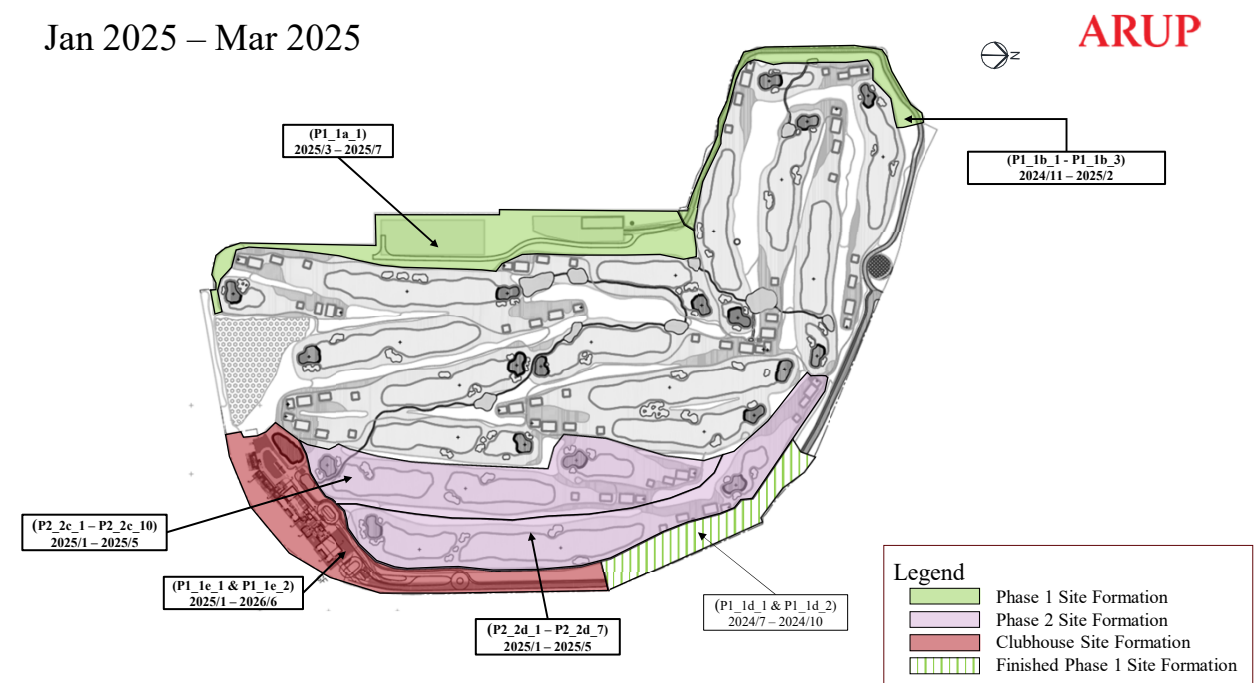 Jan 2025 – Mar 2025
ARUP
N
(P1_1a_1)
2025/3 – 2025/7
(P1_1b_1 - P1_1b_3)
2024/11 – 2025/2
(P2_2c_1 – P2_2c_10)
2025/1 – 2025/5
(P1_1e_1 & P1_1e_2)
2025/1 – 2026/6
(P2_2d_1 – P2_2d_7)
2025/1 – 2025/5
(P1_1d_1 & P1_1d_2)
2024/7 – 2024/10
Legend
Phase 1 Site Formation
Phase 2 Site Formation
Clubhouse Site Formation
Finished Phase 1 Site Formation